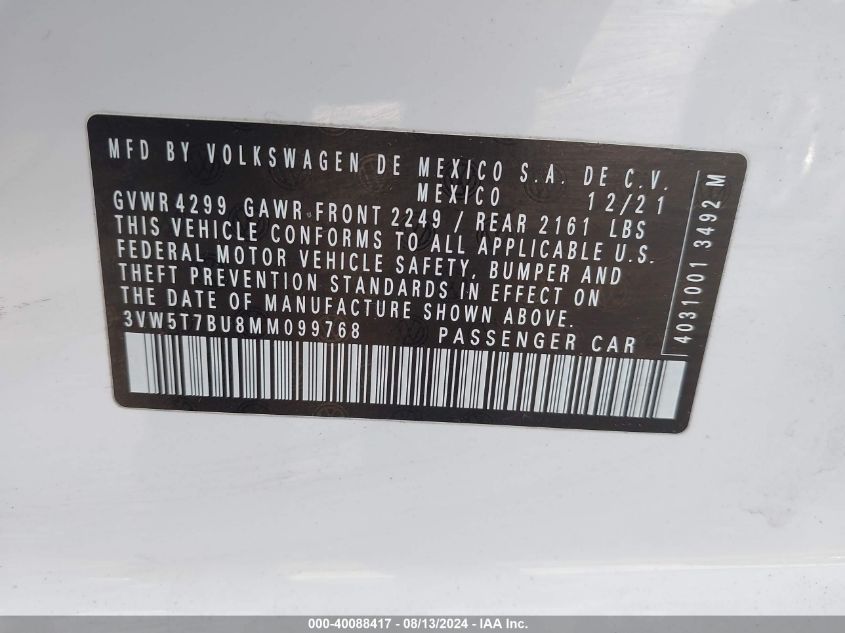 MFD BY VOLKSWAGEN DE MEXICO S.A. DE C.V.
MEXICO 12/21
GVWR 4299 GAWR FRONT 2249 / REAR 2161 LBS
THIS VEHICLE CONFORMS TO ALL APPLICABLE U.S.
FEDERAL MOTOR VEHICLE SAFETY, BUMPER AND
THEFT PREVENTION STANDARDS IN EFFECT ON
THE DATE OF MANUFACTURE SHOWN ABOVE.
3VW5T7BU8MM099768 PASSENGER CAR
4031001 3492 M
000-40088417 - 08/13/2024 - IAA Inc.